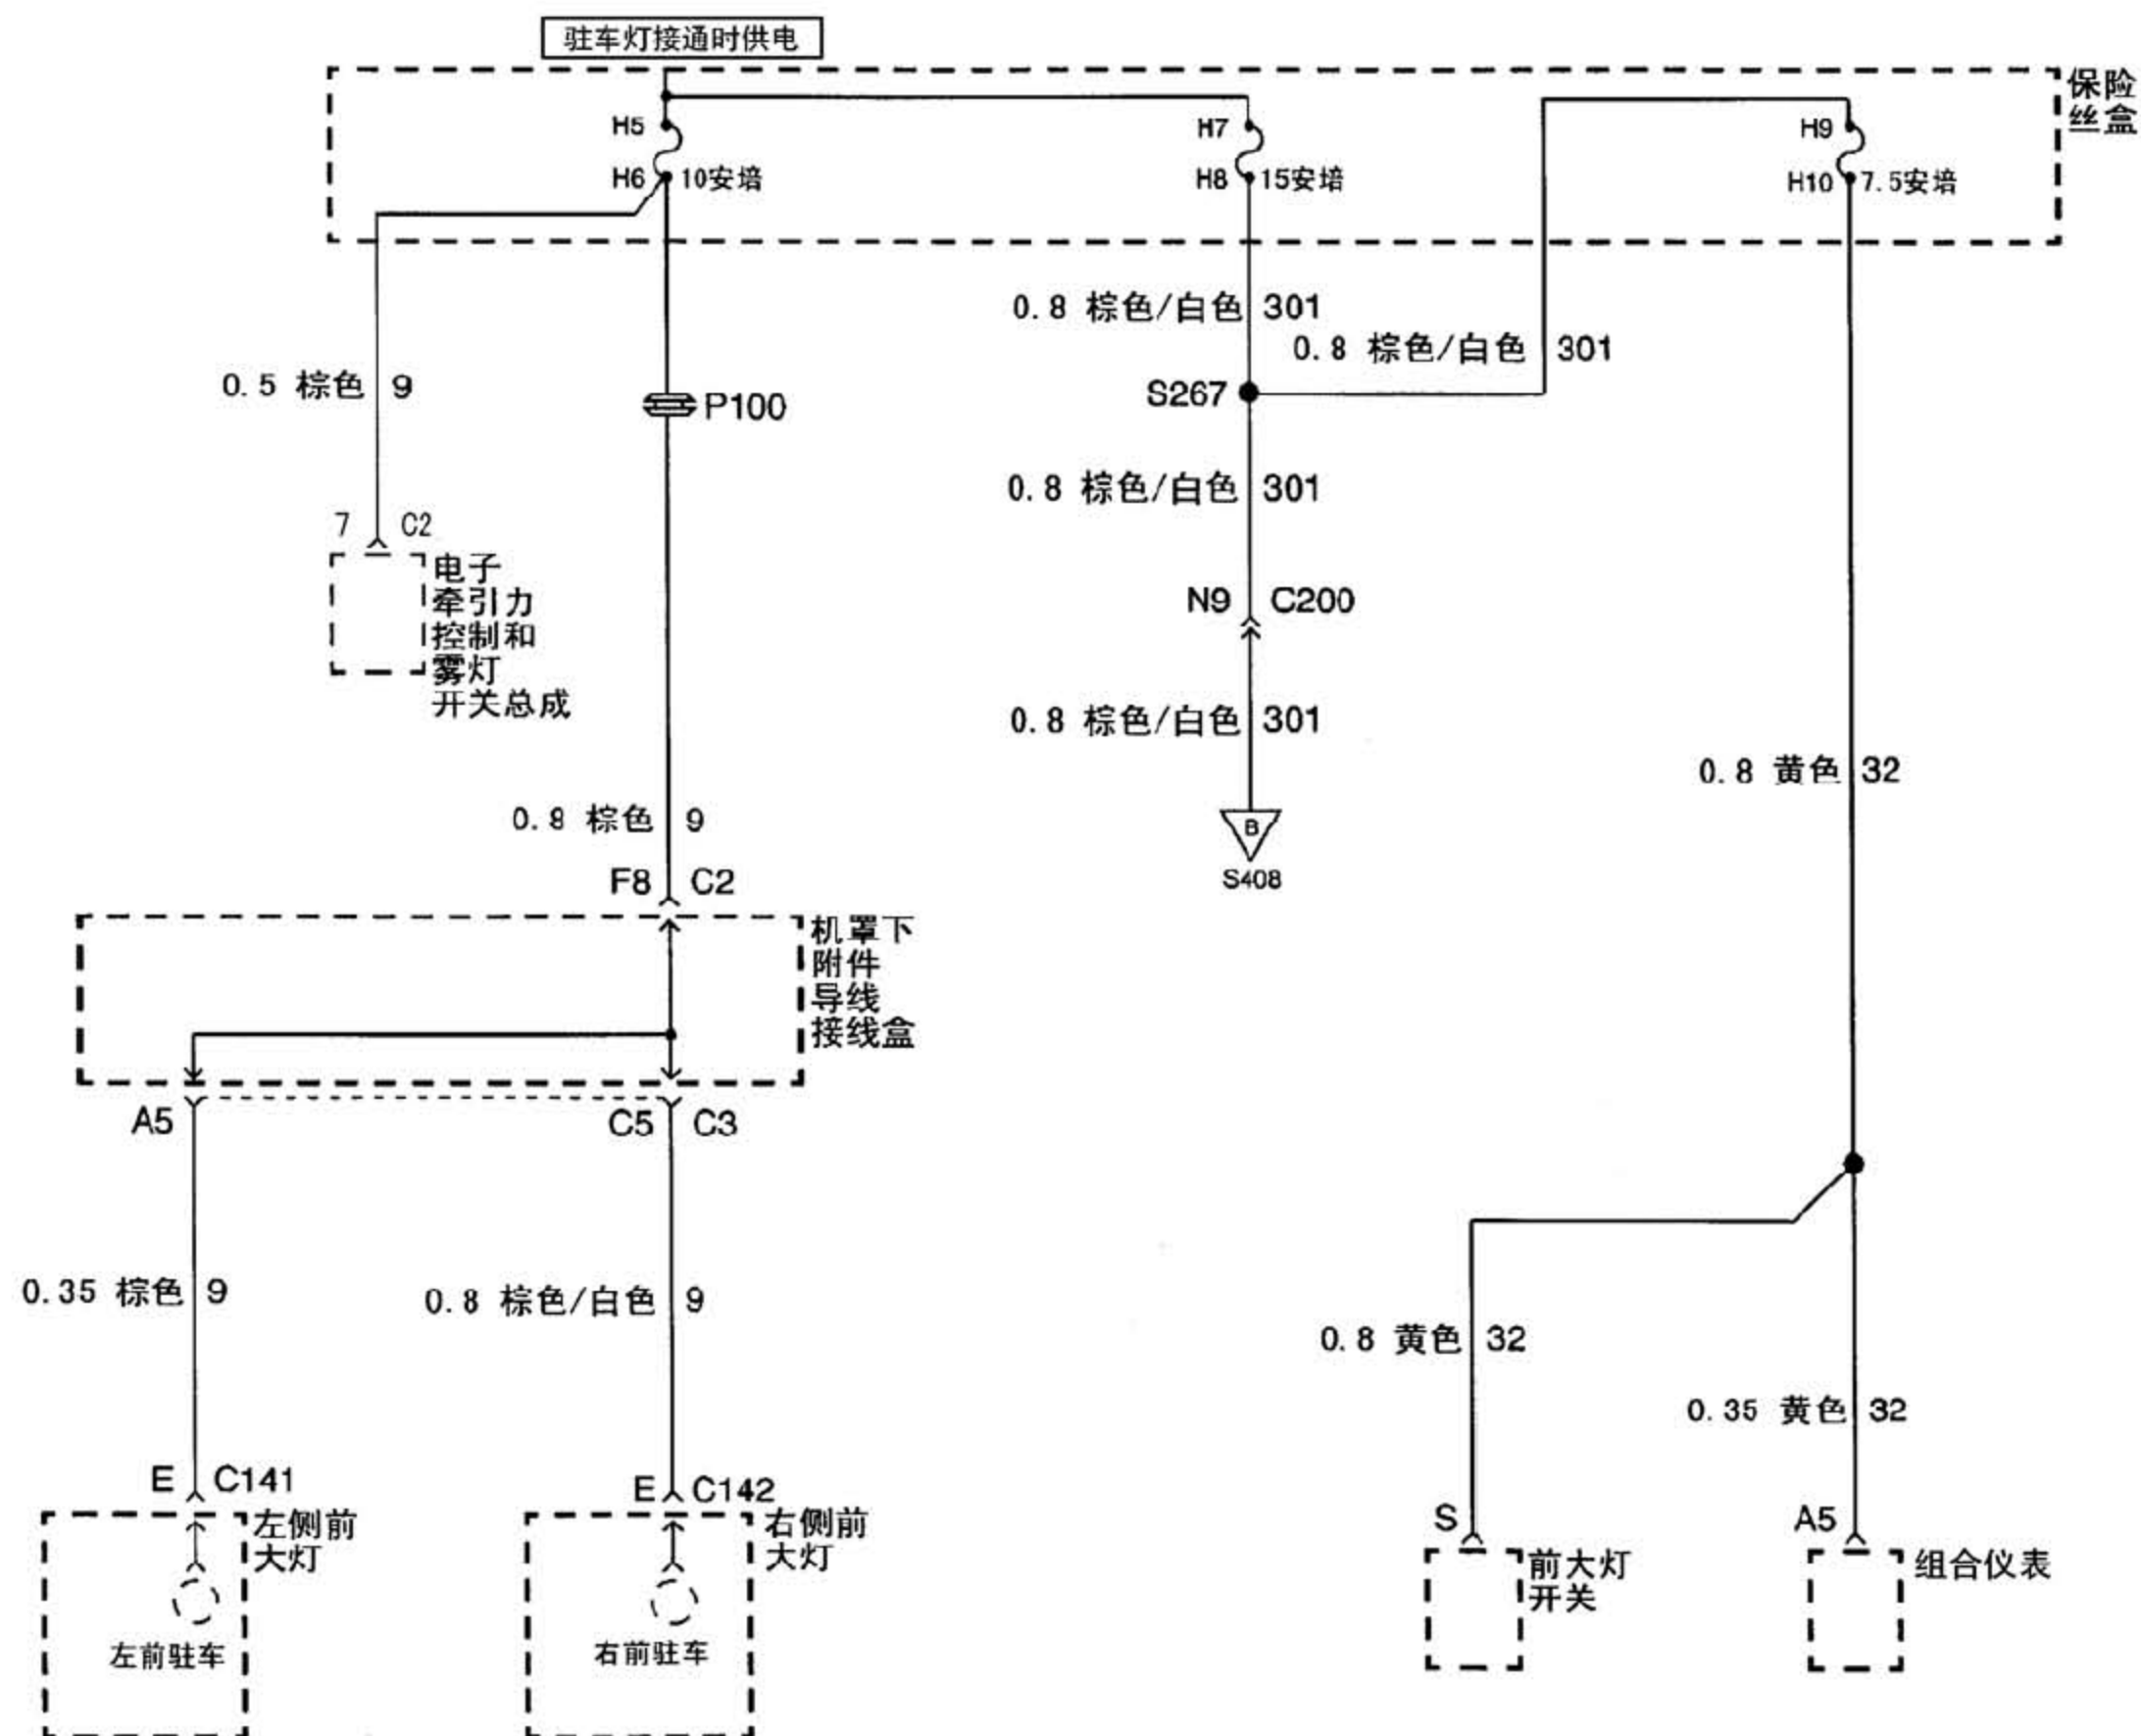 驻车灯接通时供电
保险
丝盒
H5
H6 10安培
H7
H8 15安培
H9
H10 7.5安培
0.8 棕色/白色 301
0.8 棕色/白色 301
0.5 棕色 9
P100
S267
0.8 棕色/白色 301
7 C2
电子
牵引力
控制和
雾灯
开关总成
N9 C200
0.8 棕色/白色 301
0.8 黄色 32
0.8 棕色 9
B
S408
F8 C2
机罩下
附件
导线
接线盒
A5
C5 C3
0.35 棕色 9
0.8 棕色/白色 9
0.8 黄色 32
0.35 黄色 32
E C141
E C142
左侧前
大灯
右侧前
大灯
S
A5
前大灯
开关
组合仪表
左前驻车
右前驻车